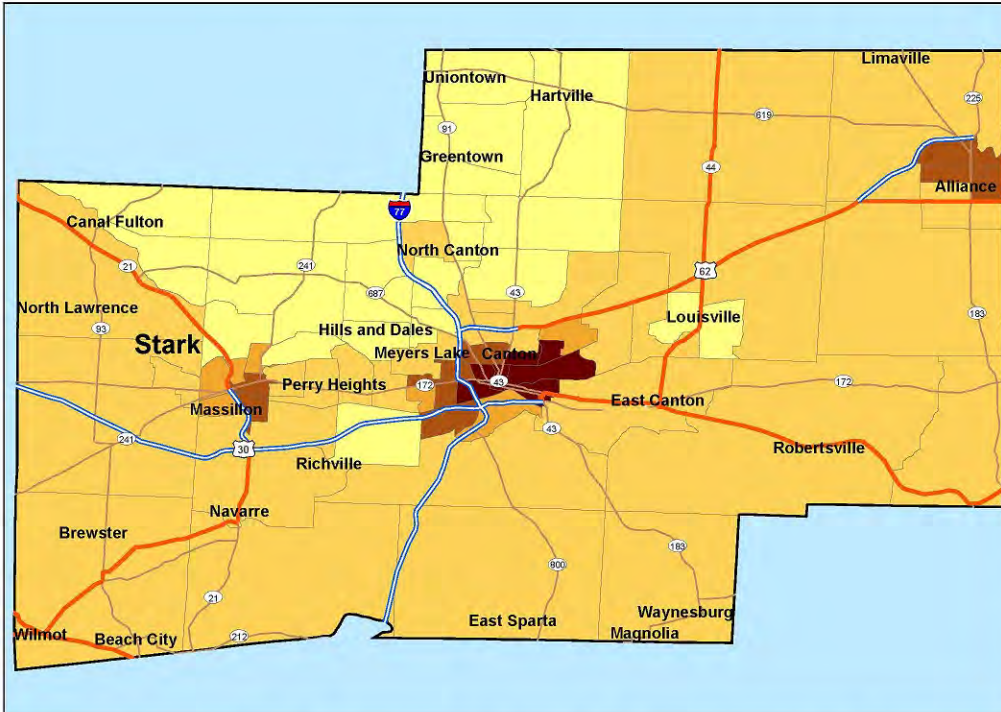 Limaville
Uniontown
Hartville
225
619
91
Greentown
44
Alliance
77
Canal Fulton
North Canton
241
21
62
687
43
North Lawrence
93
Louisville
183
Hills and Dales
Stark
Meyers Lake
Canton
Perry Heights
172
43
172
Massillon
East Canton
241
30
43
Robertsville
Richville
Navarre
Brewster
183
800
21
Waynesburg
East Sparta
Wilmot
Beach City
212
Magnolia